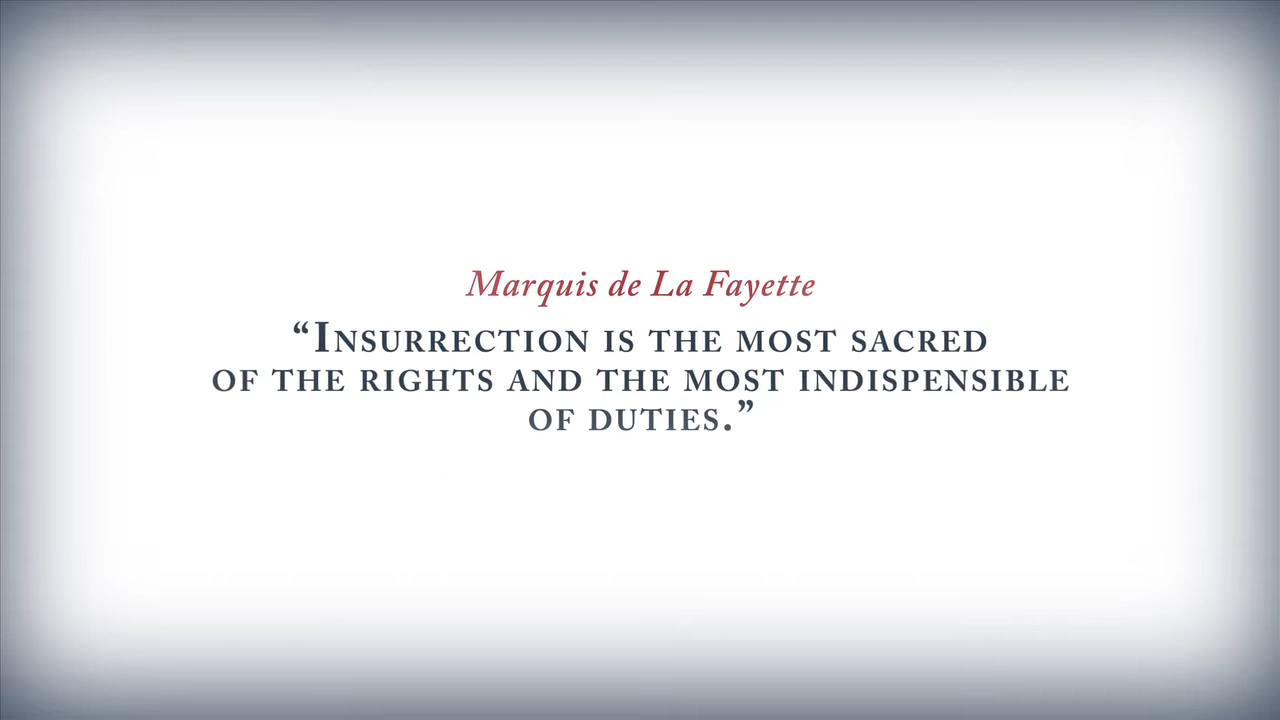 Marquis de La Fayette
“Insurrection is the most sacred
of the rights and the most indispensible
of duties.”